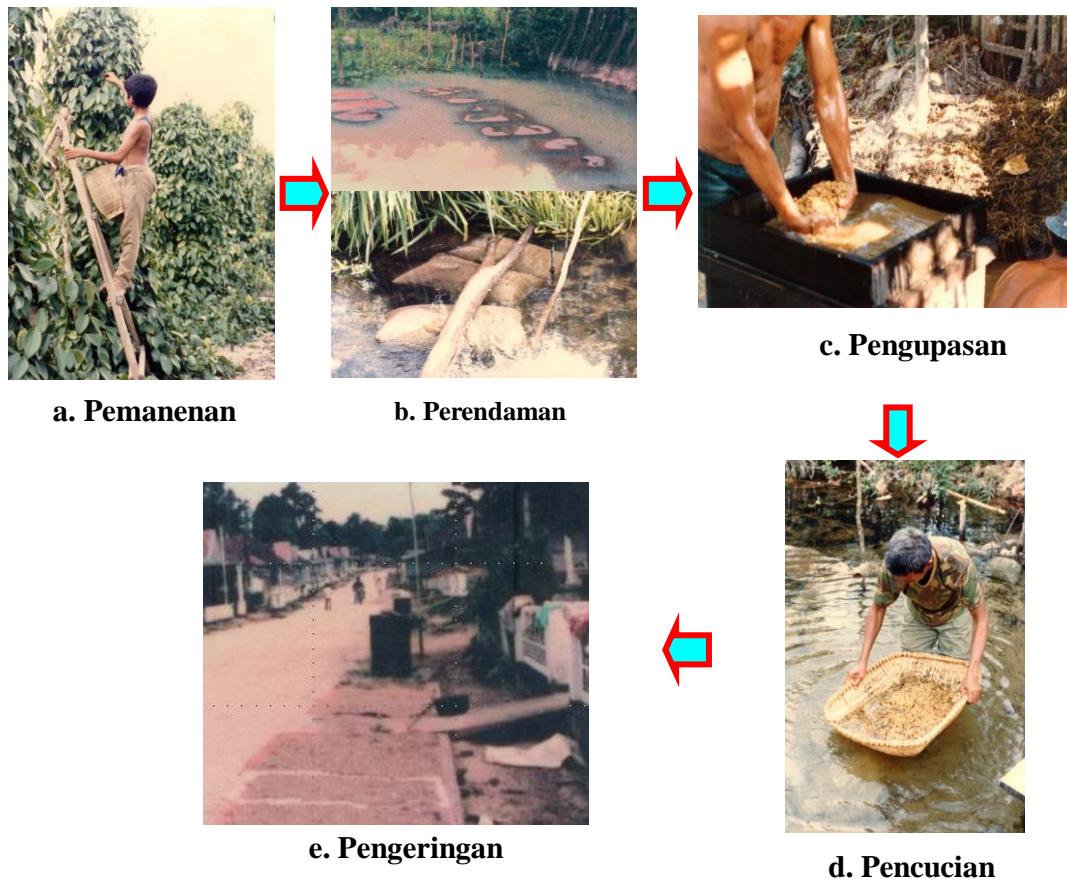 a. Pemanenan
b. Perendaman
c. Pengupasan
d. Pencucian
e. Pengeringan